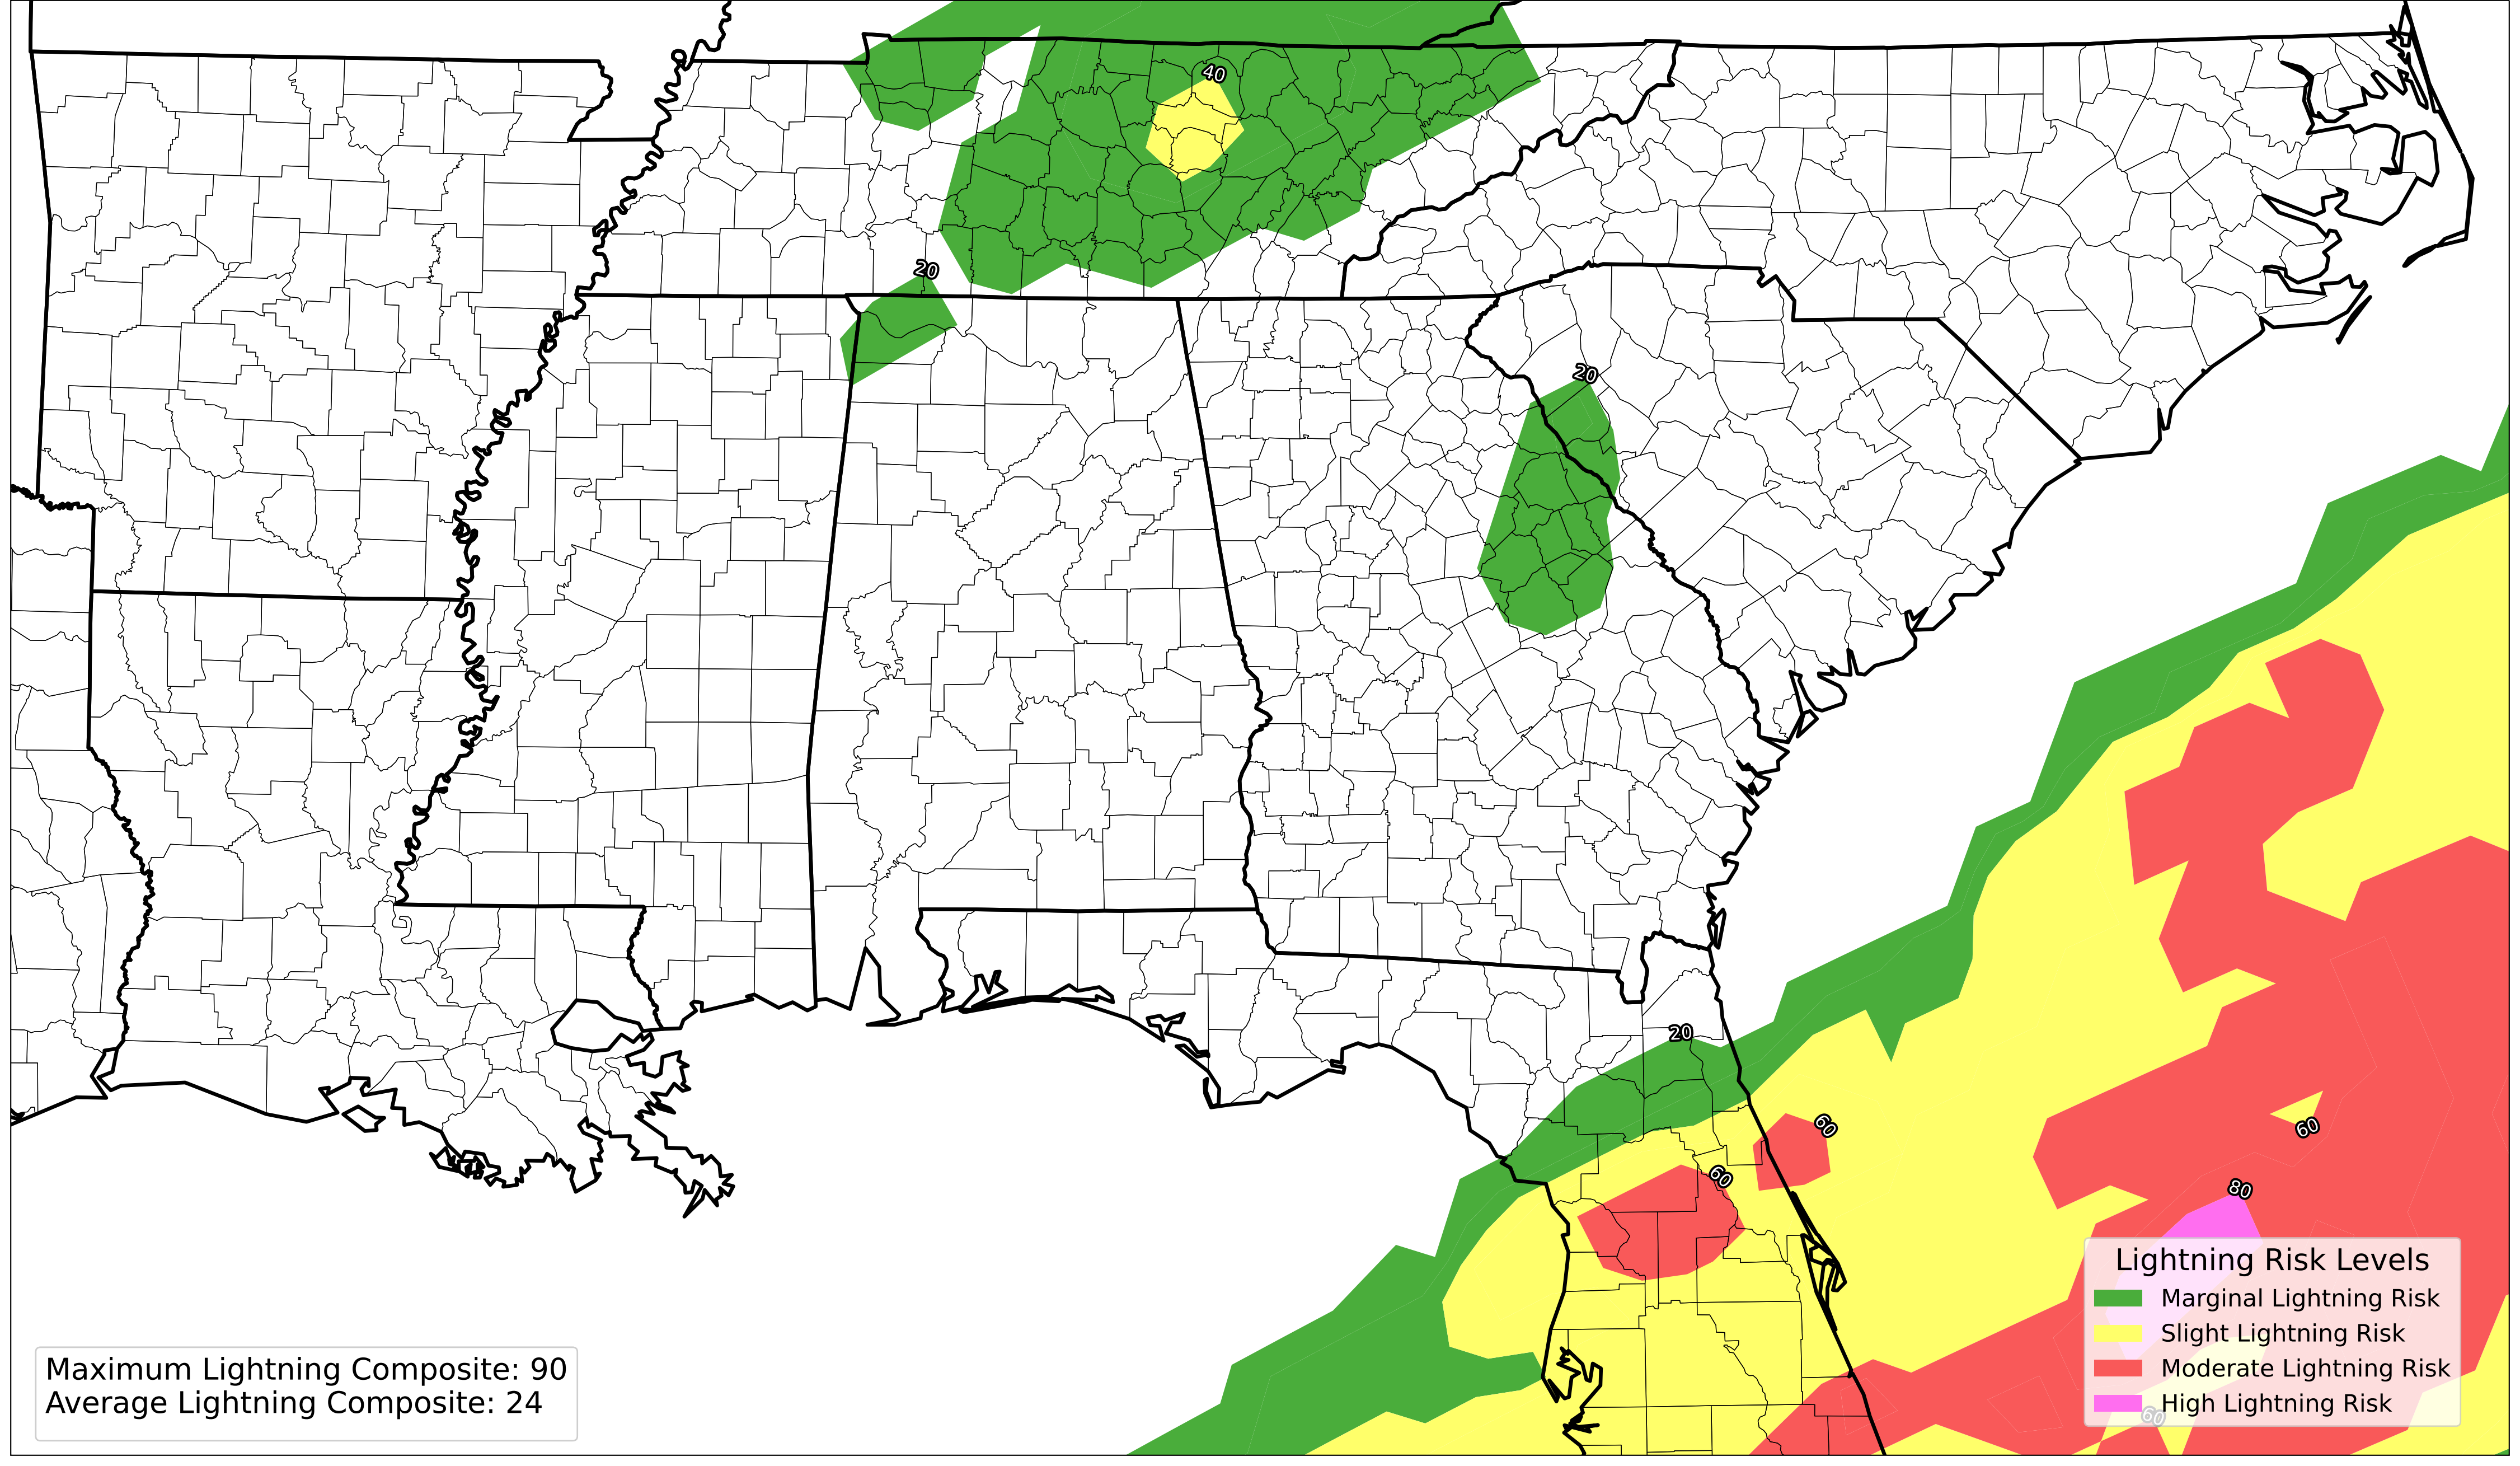 40
20
20
20
60
60
60
80
Lightning Risk Levels
Marginal Lightning Risk
Slight Lightning Risk
Moderate Lightning Risk
High Lightning Risk
60
Maximum Lightning Composite: 90
Average Lightning Composite: 24